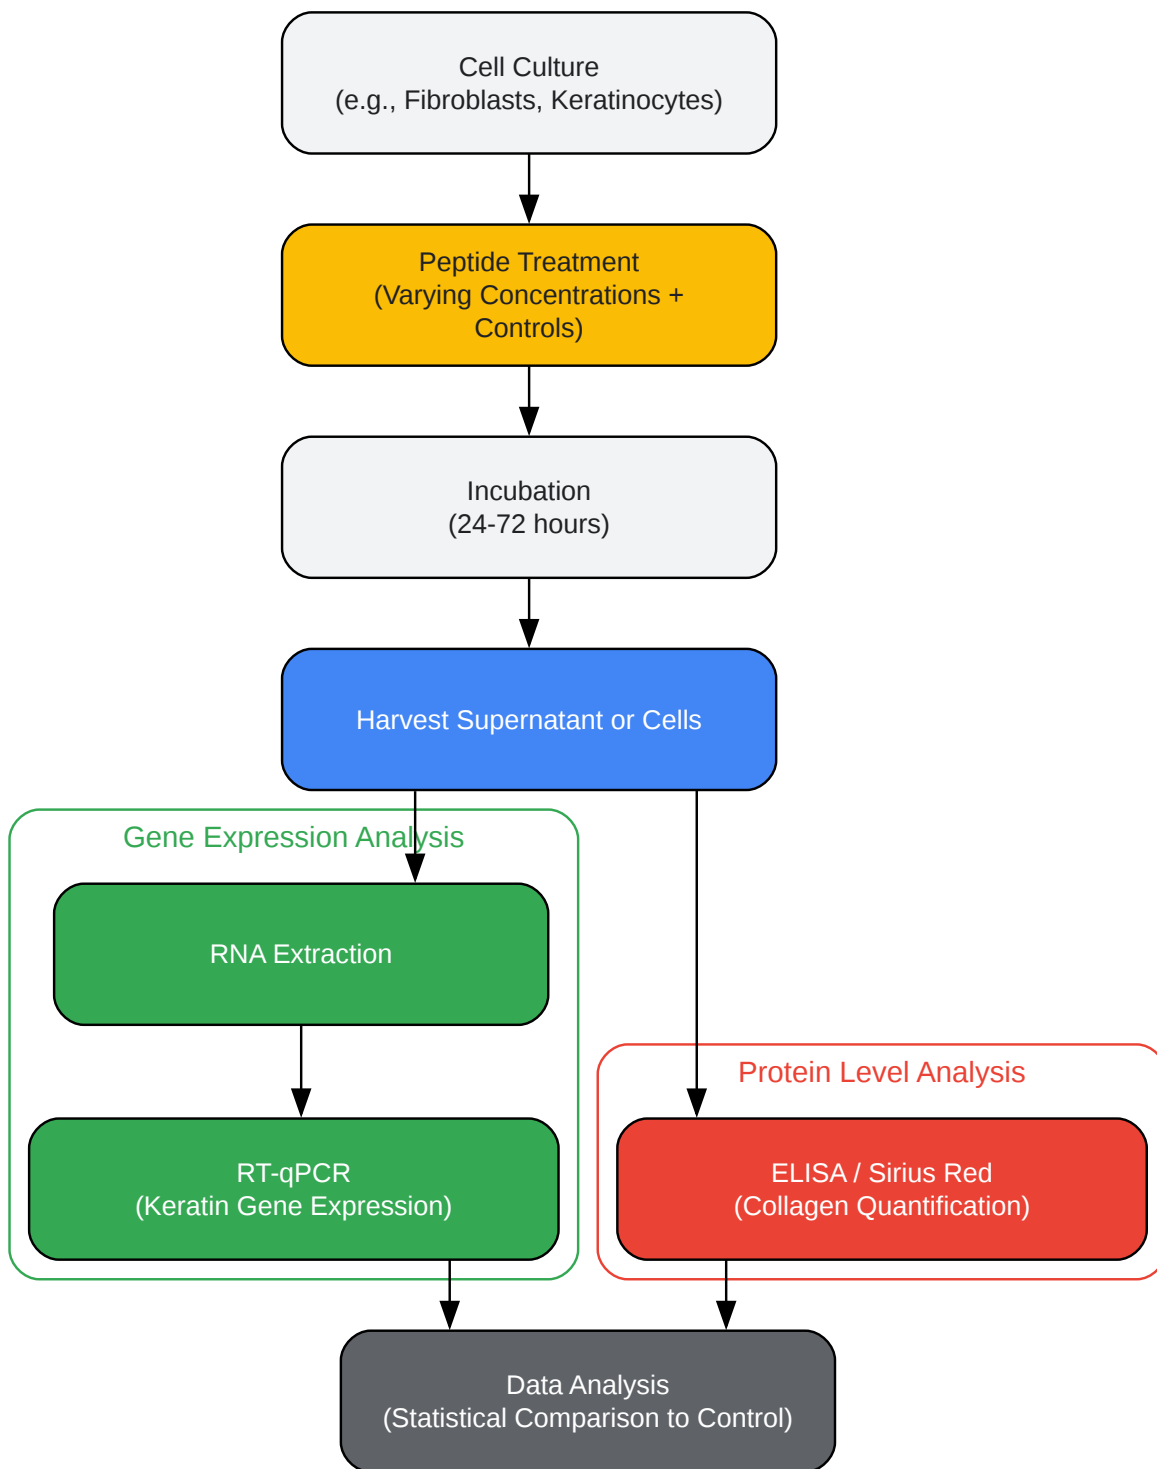 Cell Culture
(e.g., Fibroblasts, Keratinocytes)
Peptide Treatment
(Varying Concentrations +
Controls)
Incubation
(24-72 hours)
Harvest Supernatant or Cells
Gene Expression Analysis
RNA Extraction
RT-qPCR
(Keratin Gene Expression)
Protein Level Analysis
ELISA / Sirius Red
(Collagen Quantification)
Data Analysis
(Statistical Comparison to Control)